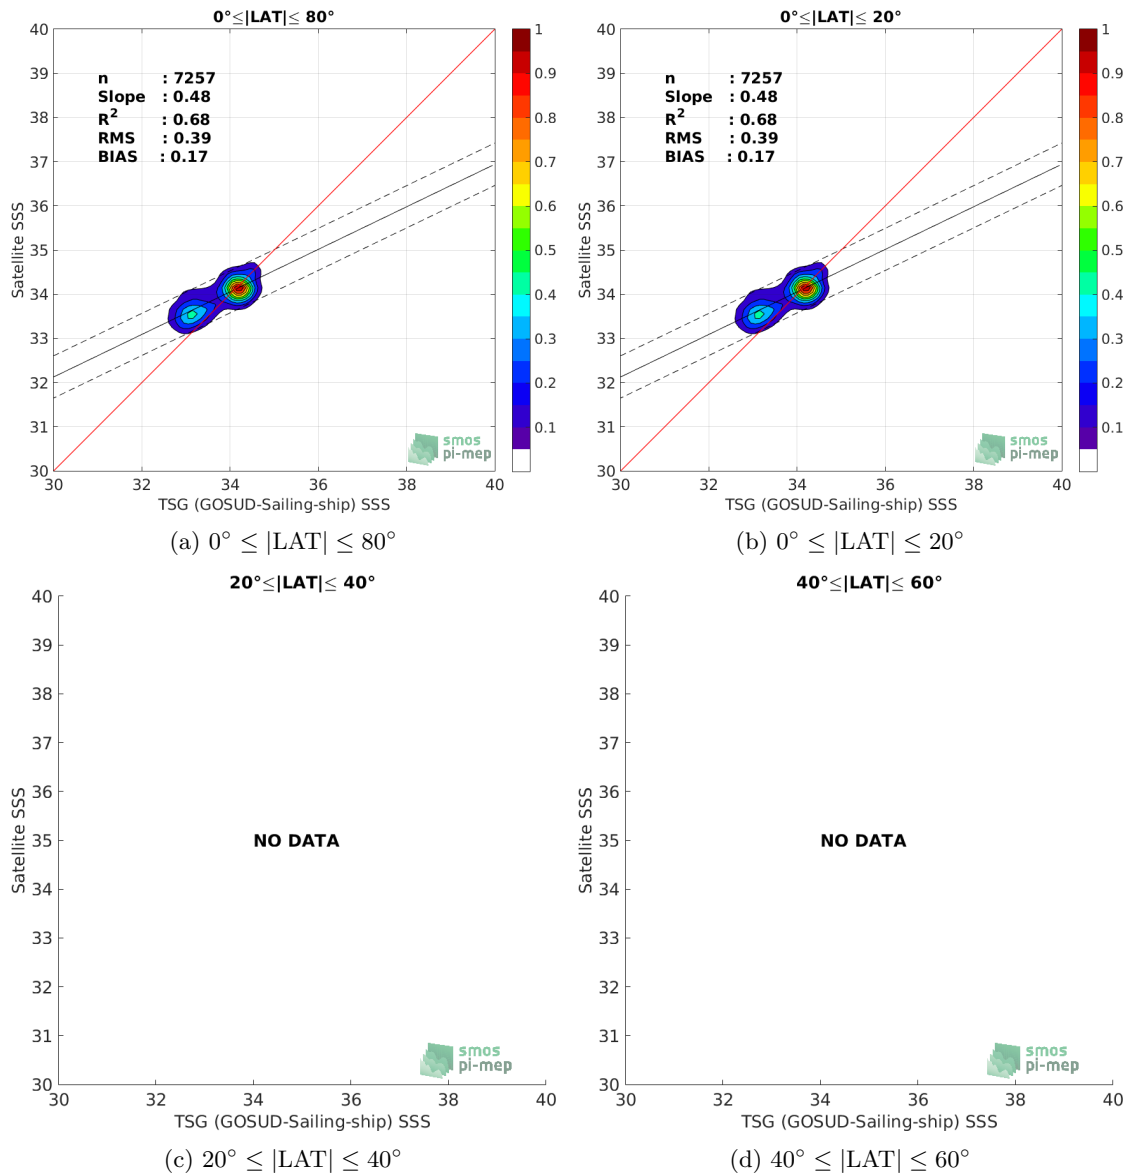 0°≤|LAT|≤ 80°
40
39
38
37
36
35
34
33
32
31
30
Satellite SSS
n : 7257
Slope : 0.48
R² : 0.68
RMS : 0.39
BIAS : 0.17
smos
pi-mep
30 32 34 36 38 40
TSG (GOSUD-Sailing-ship) SSS
1
0.9
0.8
0.7
0.6
0.5
0.4
0.3
0.2
0.1
(a) 0° ≤ |LAT| ≤ 80°
0°≤|LAT|≤ 20°
40
39
38
37
36
35
34
33
32
31
30
Satellite SSS
n : 7257
Slope : 0.48
R² : 0.68
RMS : 0.39
BIAS : 0.17
smos
pi-mep
30 32 34 36 38 40
TSG (GOSUD-Sailing-ship) SSS
1
0.9
0.8
0.7
0.6
0.5
0.4
0.3
0.2
0.1
(b) 0° ≤ |LAT| ≤ 20°
20°≤|LAT|≤ 40°
40
39
38
37
36
35
34
33
32
31
30
Satellite SSS
NO DATA
smos
pi-mep
30 32 34 36 38 40
TSG (GOSUD-Sailing-ship) SSS
(c) 20° ≤ |LAT| ≤ 40°
40°≤|LAT|≤ 60°
40
39
38
37
36
35
34
33
32
31
30
Satellite SSS
NO DATA
smos
pi-mep
30 32 34 36 38 40
TSG (GOSUD-Sailing-ship) SSS
(d) 40° ≤ |LAT| ≤ 60°